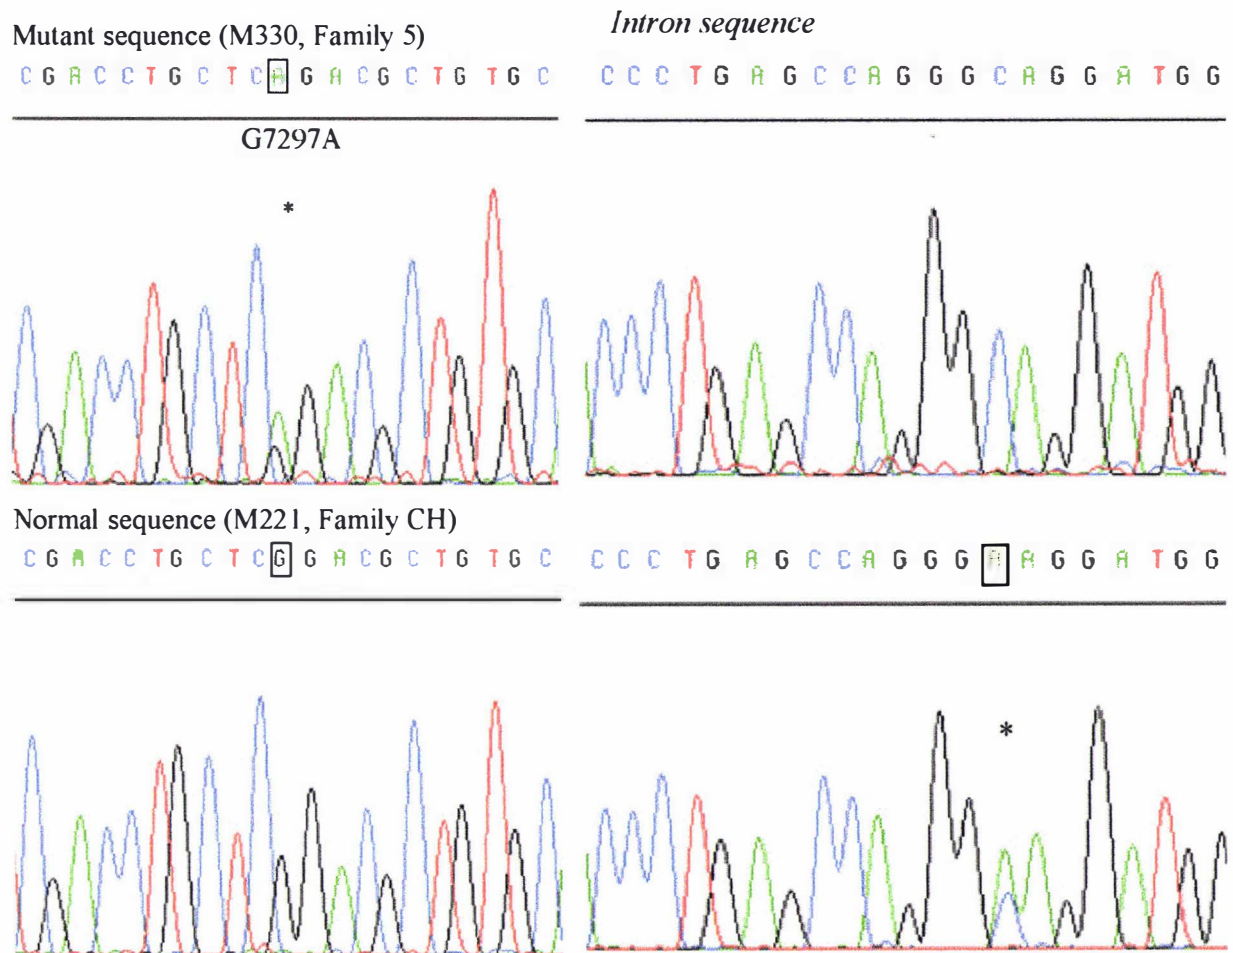 Mutant sequence (M330, Family 5)
C G A C C T G C T C A G A C G C T G T G C
G7297A
*
Intron sequence
C C C T G A G C C A G G G C A G G A T G G
Normal sequence (M221, Family CH)
C G A C C T G C T C G G A C G C T G T G C
C C C T G A G C C A G G G A A G G A T G G
*